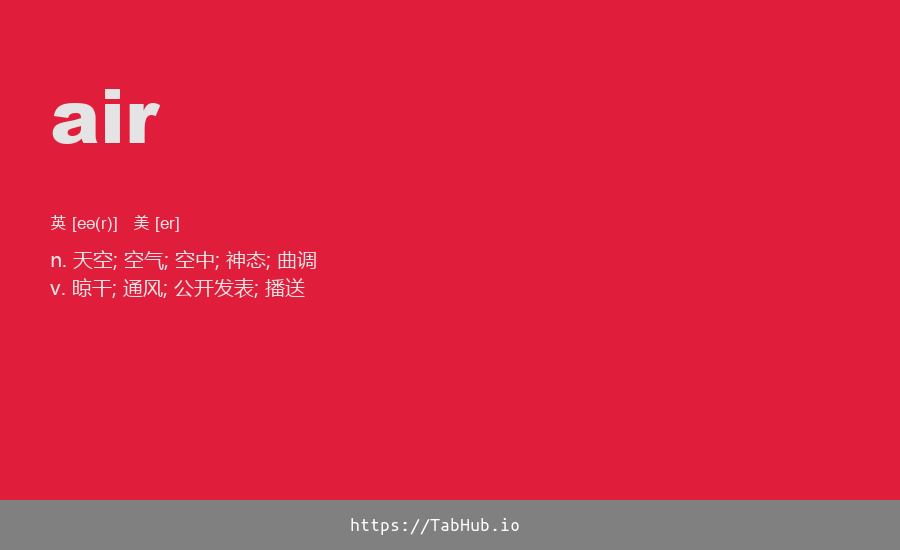 air
英 [eə(r)] 美 [er]
n. 天空; 空气; 空中; 神态; 曲调
v. 晾干; 通风; 公开发表; 播送
https://TabHub.io